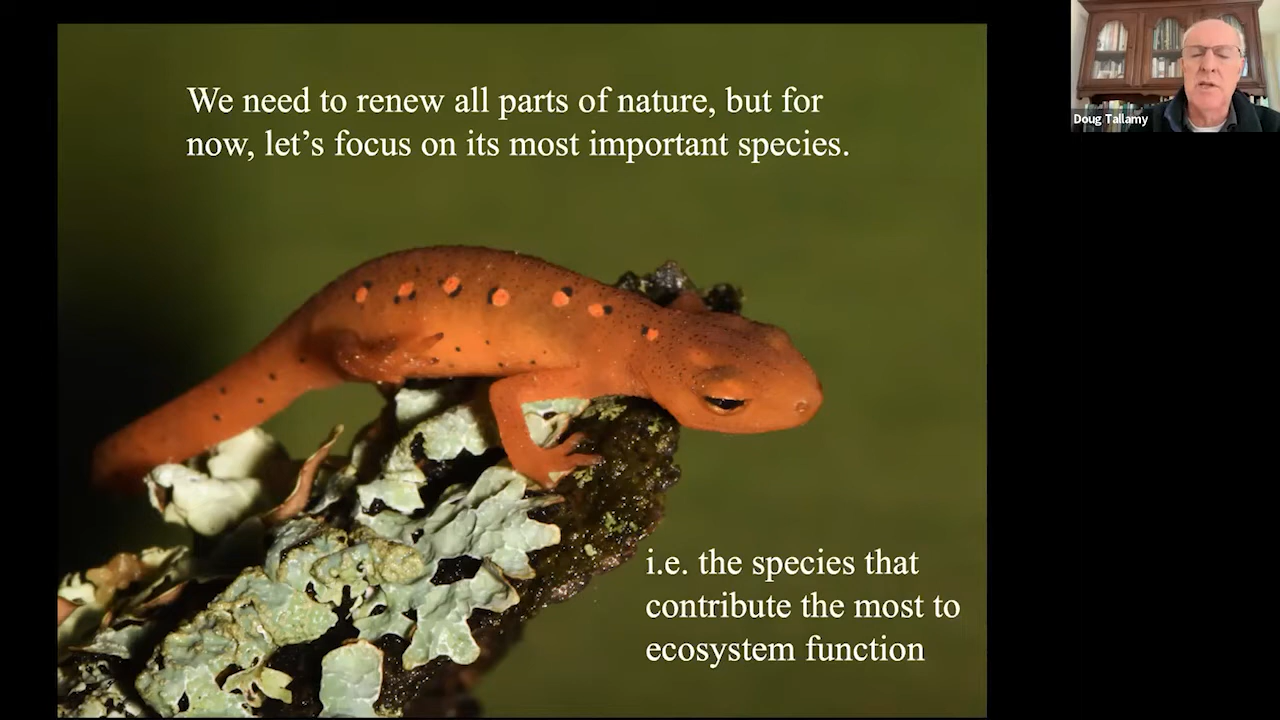 We need to renew all parts of nature, but for
now, let’s focus on its most important species.
Doug Tallamy
i.e. the species that
contribute the most to
ecosystem function